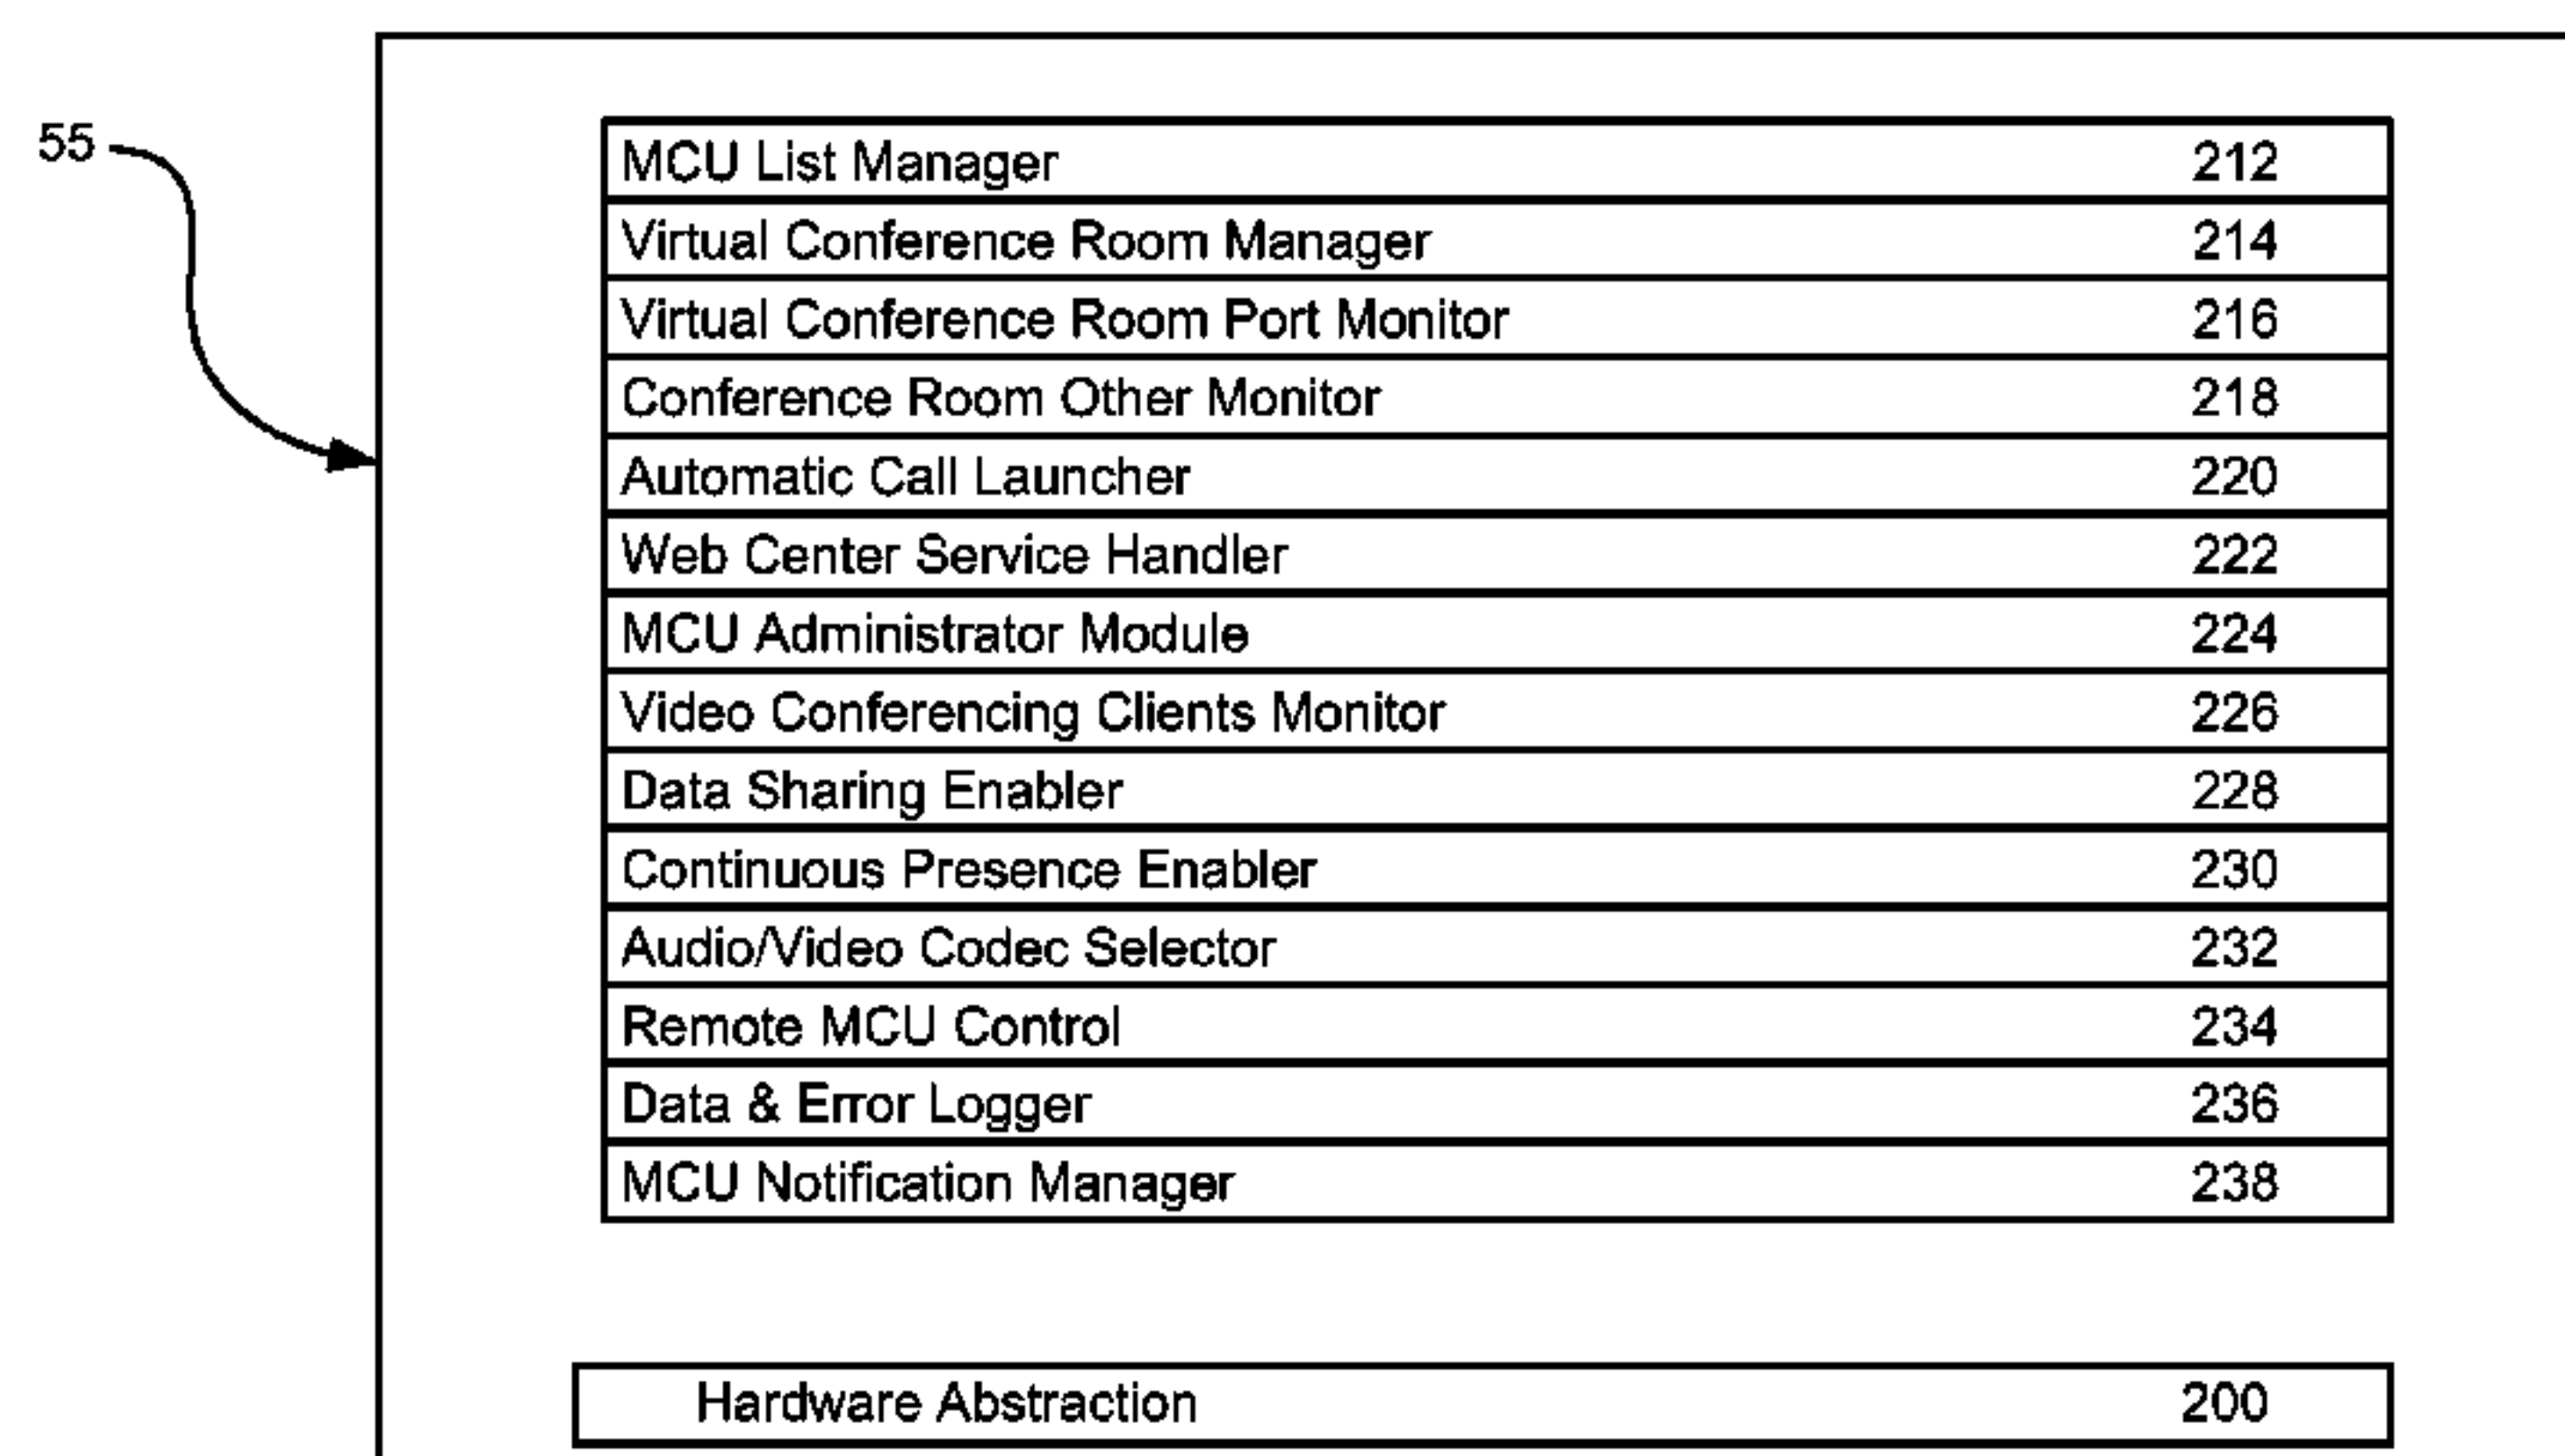 55
MCU List Manager 212
Virtual Conference Room Manager 214
Virtual Conference Room Port Monitor 216
Conference Room Other Monitor 218
Automatic Call Launcher 220
Web Center Service Handler 222
MCU Administrator Module 224
Video Conferencing Clients Monitor 226
Data Sharing Enabler 228
Continuous Presence Enabler 230
Audio/Video Codec Selector 232
Remote MCU Control 234
Data & Error Logger 236
MCU Notification Manager 238
Hardware Abstraction 200